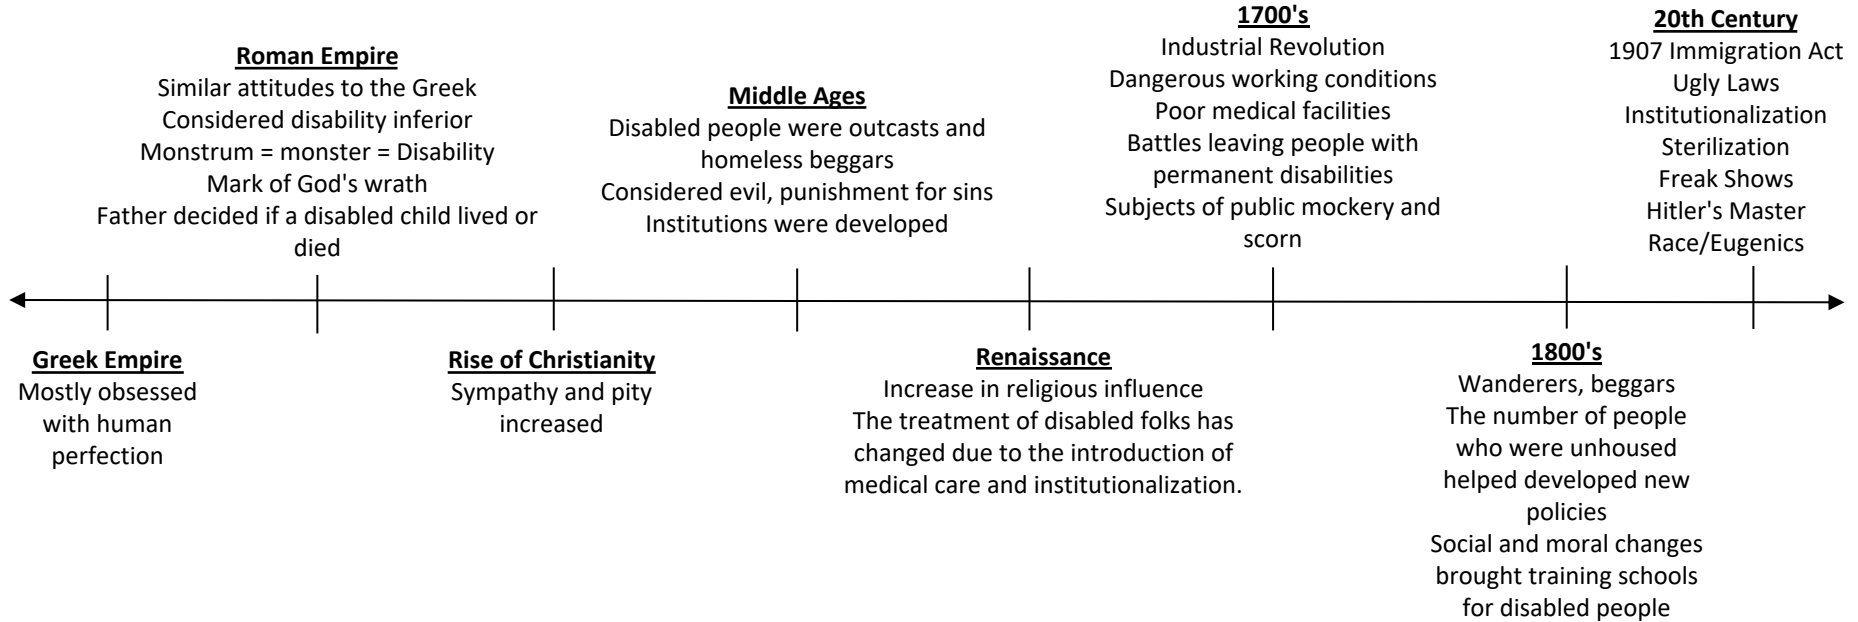 Greek Empire
Mostly obsessed
with human
perfection
Roman Empire
Similar attitudes to the Greek
Considered disability inferior
Monstrum = monster = Disability
Mark of God's wrath
Father decided if a disabled child lived or
died
Rise of Christianity
Sympathy and pity
increased
Middle Ages
Disabled people were outcasts and
homeless beggars
Considered evil, punishment for sins
Institutions were developed
Renaissance
Increase in religious influence
The treatment of disabled folks has
changed due to the introduction of
medical care and institutionalization.
1700's
Industrial Revolution
Dangerous working conditions
Poor medical facilities
Battles leaving people with
permanent disabilities
Subjects of public mockery and
scorn
1800's
Wanderers, beggars
The number of people
who were unhoused
helped developed new
policies
Social and moral changes
brought training schools
for disabled people
20th Century
1907 Immigration Act
Ugly Laws
Institutionalization
Sterilization
Freak Shows
Hitler's Master
Race/Eugenics